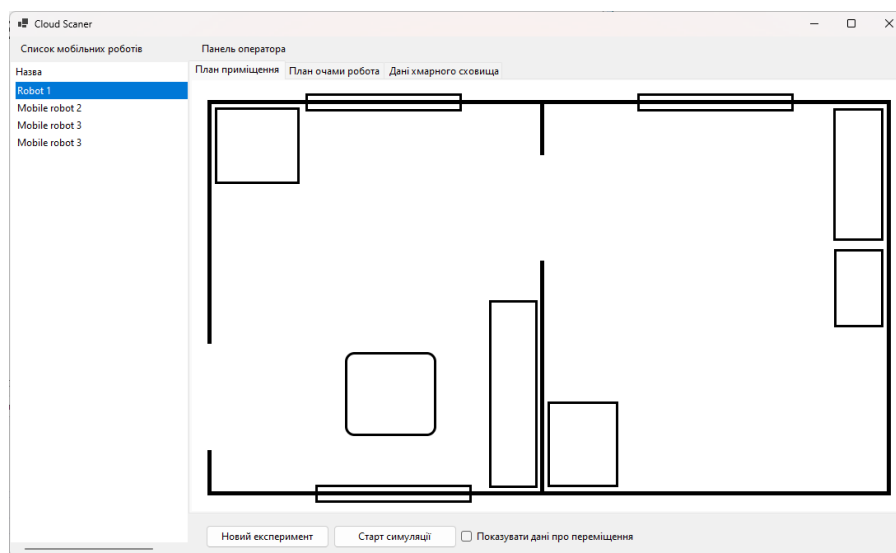 Cloud Scaner
Список мобільних роботів
Панель оператора
Назва
План приміщення
План очами робота
Дані хмарного сховища
Robot 1
Mobile robot 2
Mobile robot 3
Mobile robot 3
Новий експеримент
Старт симуляції
Показувати дані про переміщення